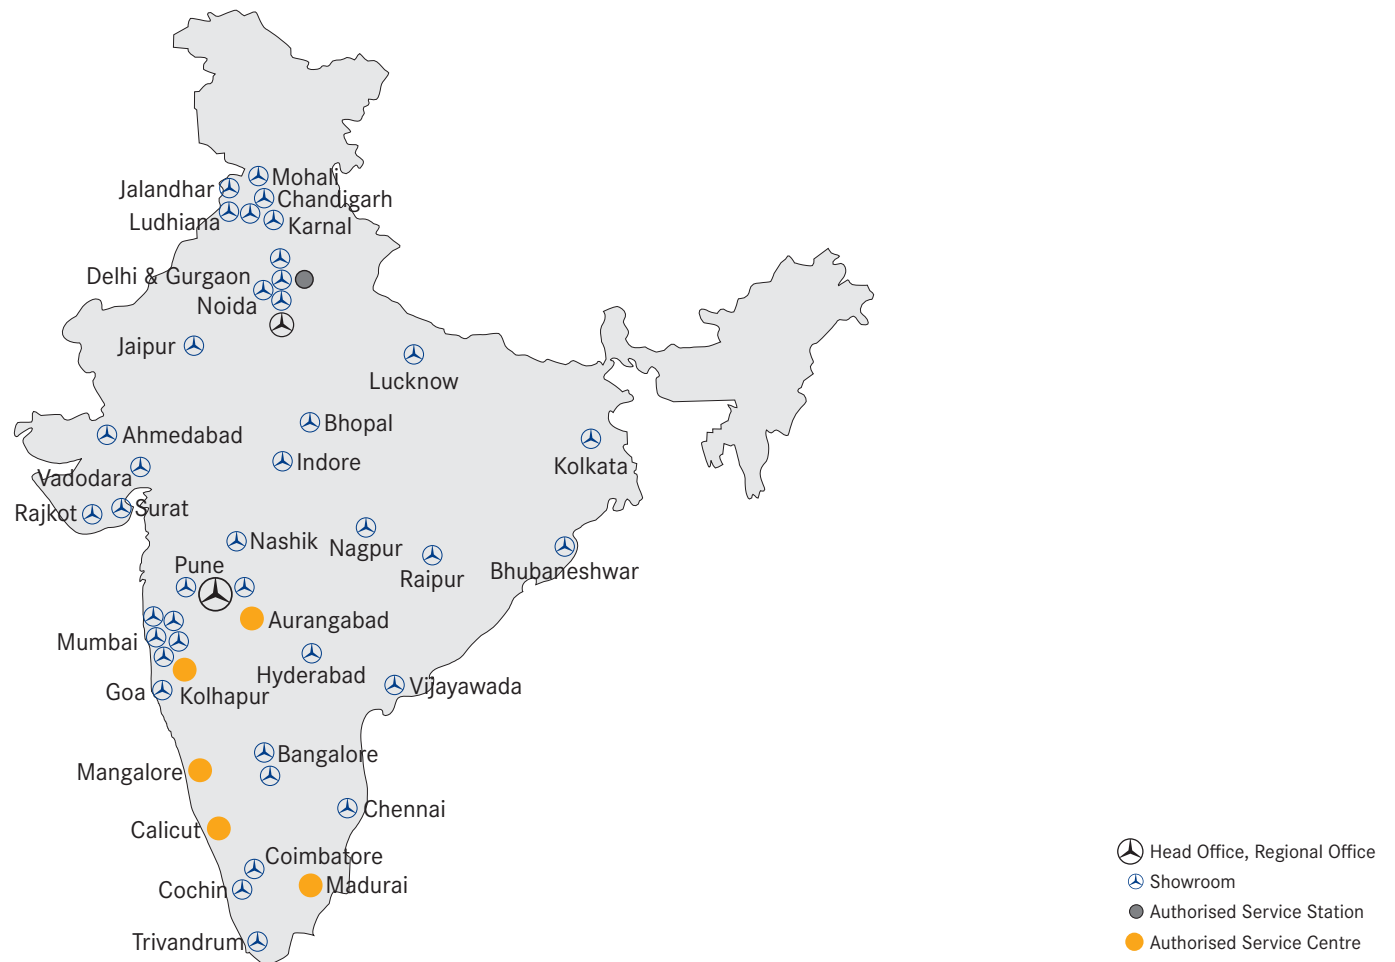 Mohali
Jalandhar
Chandigarh
Ludhiana
Karnal
Delhi & Gurgaon
Noida
Jaipur
Lucknow
Bhopal
Ahmedabad
Indore
Kolkata
Vadodara
Surat
Rajkot
Nashik
Nagpur
Pune
Raipur
Bhubaneshwar
Aurangabad
Mumbai
Hyderabad
Vijayawada
Goa
Kolhapur
Bangalore
Mangalore
Chennai
Calicut
Coimbatore
Cochin
Madurai
Trivandrum
Head Office, Regional Office
Showroom
Authorised Service Station
Authorised Service Centre